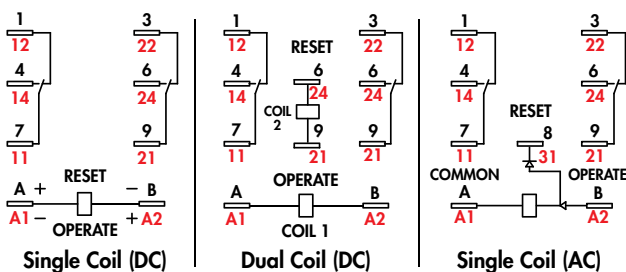 1 3
12 22
4 6
14 24
7 9
11 21
A + RESET − B
A1 − OPERATE + A2
Single Coil (DC)
1 3
12 22
RESET
4 6 6
14 24 24
COIL 2
7 9 9
11 21 21
A OPERATE B
A1 COIL 1 A2
Dual Coil (DC)
1 3
12 22
4 6
14 24
RESET
7 8 9
11 31 21
COMMON OPERATE
A B
A1 A2
Single Coil (AC)